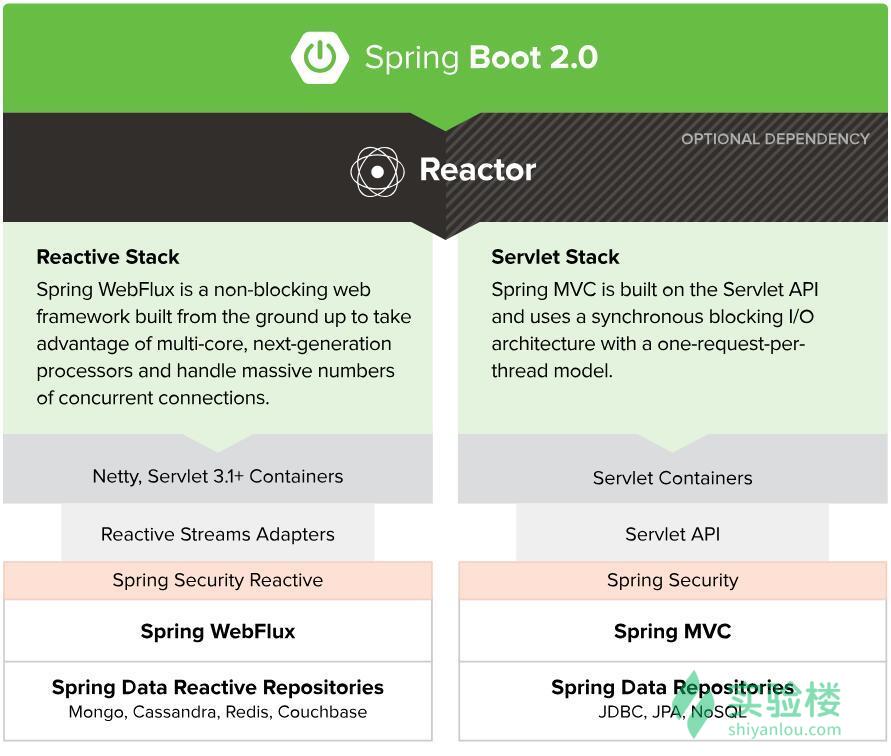 Spring Boot 2.0
OPTIONAL DEPENDENCY
Reactor
Reactive Stack
Spring WebFlux is a non-blocking web
framework built from the ground up to take
advantage of multi-core, next-generation
processors and handle massive numbers
of concurrent connections.
Servlet Stack
Spring MVC is built on the Servlet API
and uses a synchronous blocking I/O
architecture with a one-request-per-
thread model.
Netty, Servlet 3.1+ Containers
Servlet Containers
Reactive Streams Adapters
Servlet API
Spring Security Reactive
Spring Security
Spring WebFlux
Spring MVC
Spring Data Reactive Repositories
Mongo, Cassandra, Redis, Couchbase
Spring Data Repositories
JDBC, JPA, NoSQL
实验楼
shiyanlou.com